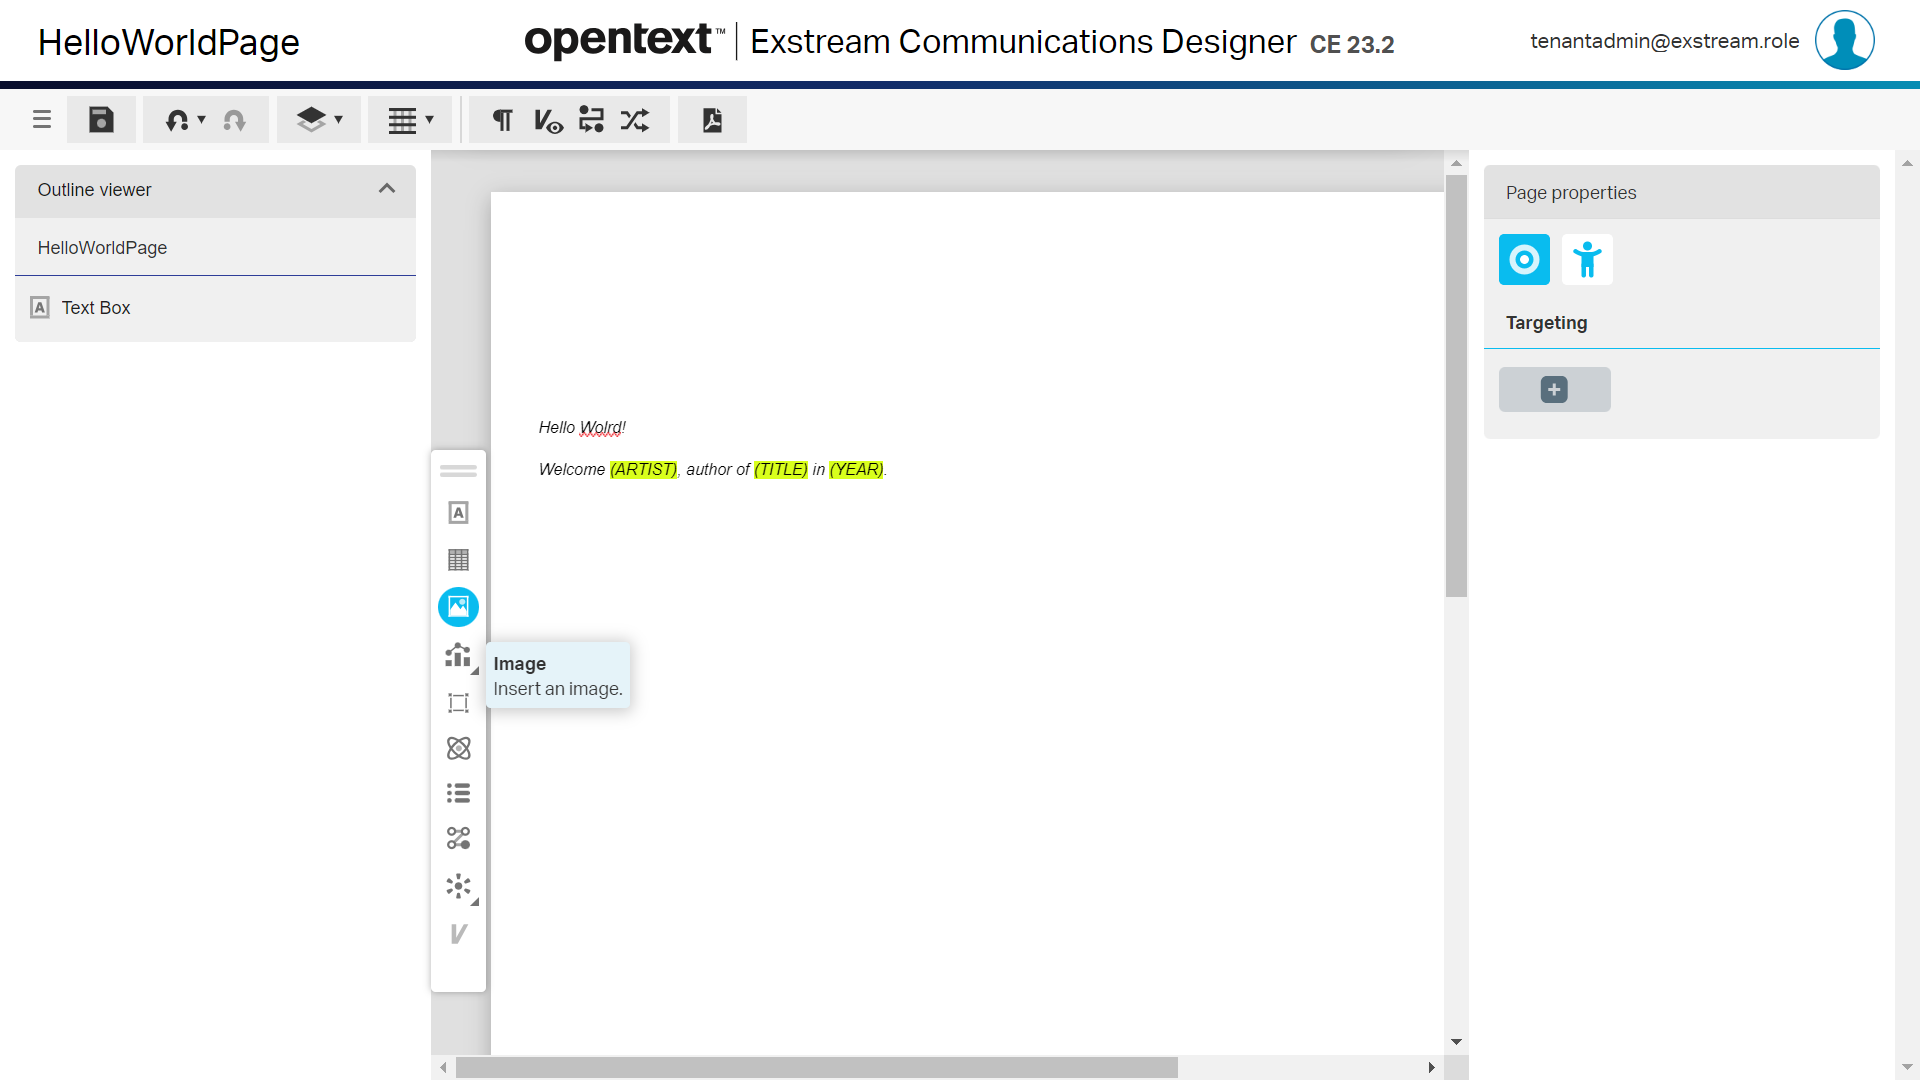 HelloWorldPage
opentext™ | Exstream Communications Designer CE 23.2
tenantadmin@exstream.role
Outline viewer
HelloWorldPage
Text Box
Hello Wolrd!
Welcome (ARTIST), author of (TITLE) in (YEAR).
Image
Insert an image.
Page properties
Targeting